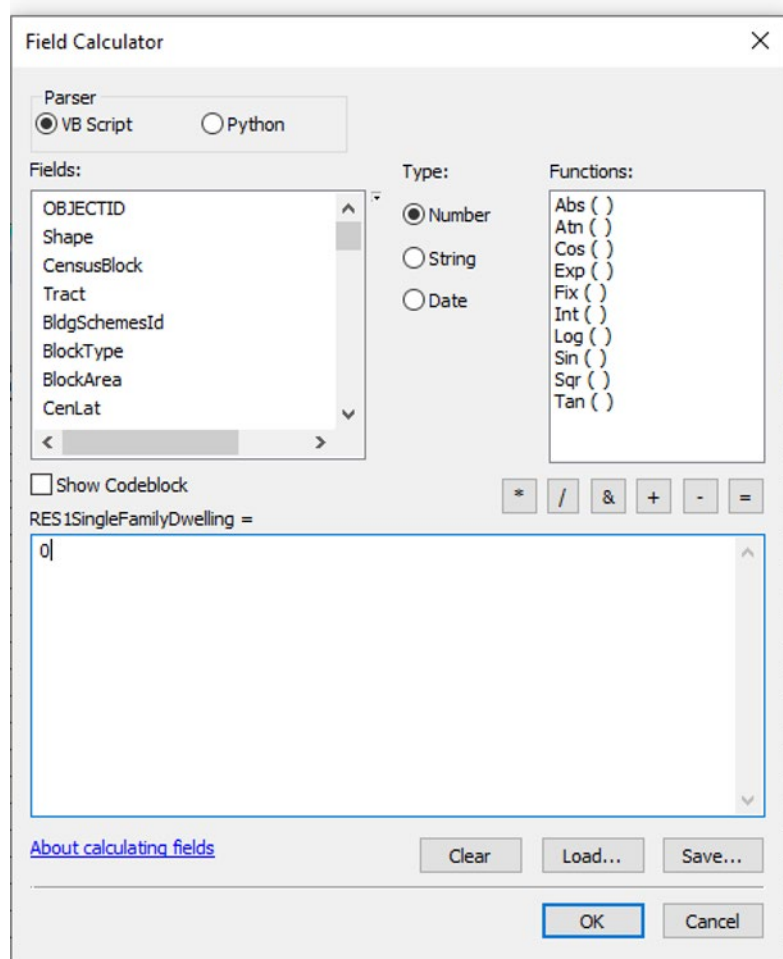 Field Calculator
Parser
VB Script Python
Fields:
OBJECTID
Shape
CensusBlock
Tract
BldgSchemesId
BlockType
BlockArea
CenLat
Type:
Number
String
Date
Functions:
Abs ( )
Atn ( )
Cos ( )
Exp ( )
Fix ( )
Int ( )
Log ( )
Sin ( )
Sqr ( )
Tan ( )
Show Codeblock
* / & + - =
RES1SingleFamilyDwelling =
0
About calculating fields
Clear Load... Save...
OK Cancel